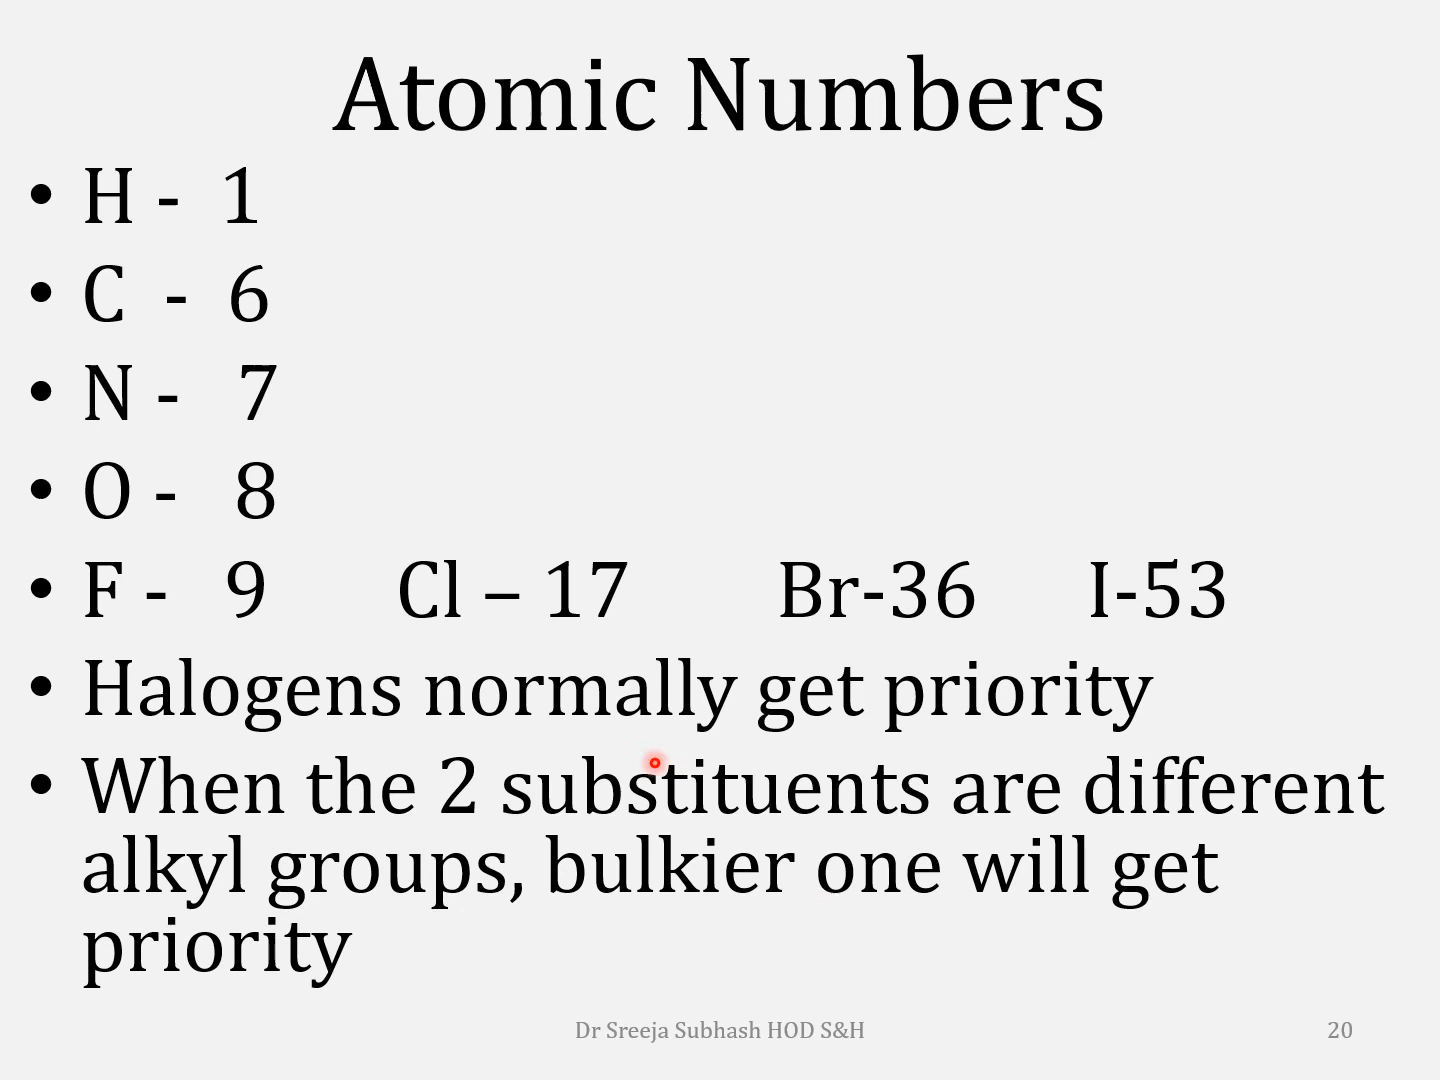 Atomic Numbers
• H - 1
• C - 6
• N - 7
• O - 8
• F - 9 Cl – 17 Br-36 I-53
• Halogens normally get priority
• When the 2 substituents are different
alkyl groups, bulkier one will get
priority
Dr Sreeja Subhash HOD S&H 20